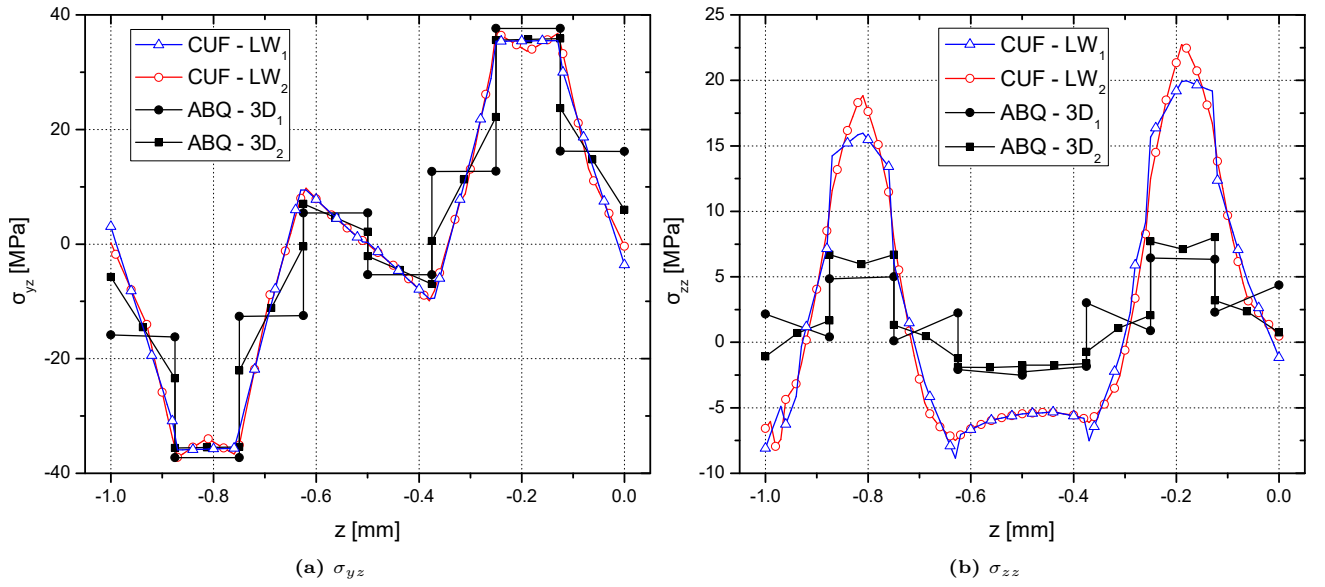 CUF - LW1
CUF - LW2
ABQ - 3D1
ABQ - 3D2
40
20
0
-20
-40
σyz [MPa]
-1.0 -0.8 -0.6 -0.4 -0.2 0.0
z [mm]
(a) σyz
CUF - LW1
CUF - LW2
ABQ - 3D1
ABQ - 3D2
25
20
15
10
5
0
-5
-10
σzz [MPa]
-1.0 -0.8 -0.6 -0.4 -0.2 0.0
z [mm]
(b) σzz